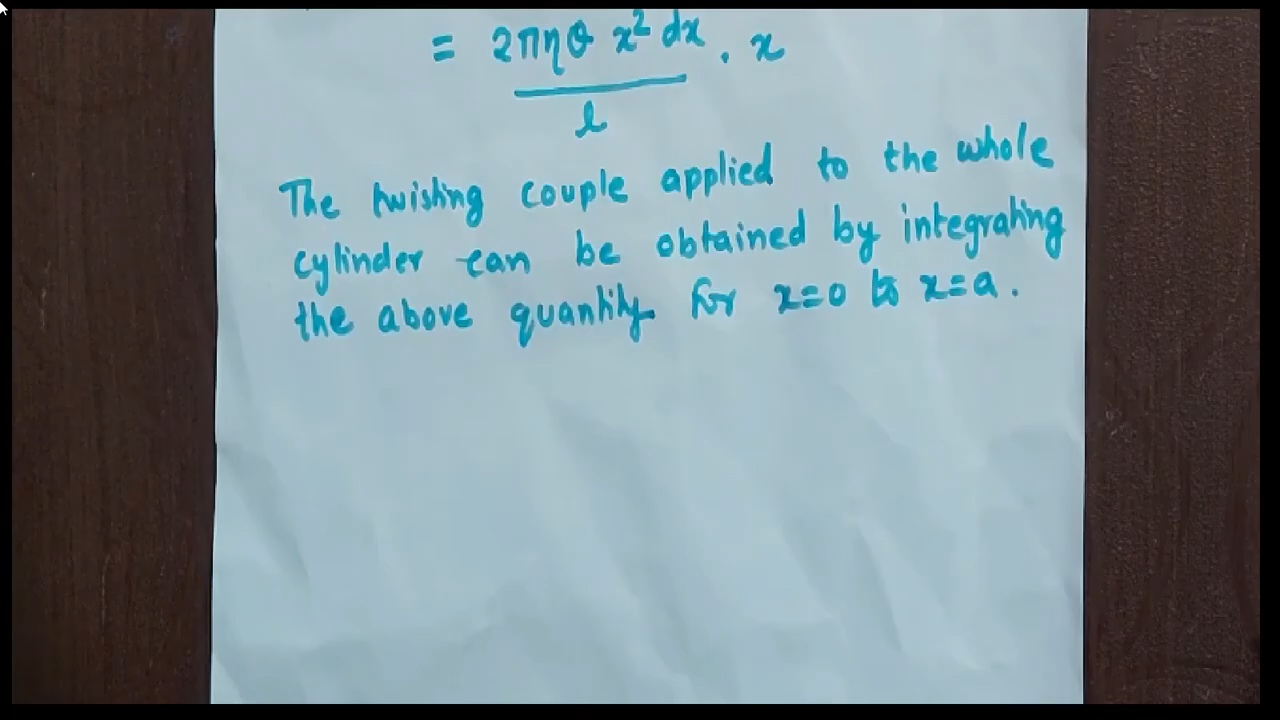 = 2πηθ x² dx . x
l
The twisting couple applied to the whole
cylinder can be obtained by integrating
the above quantity for x=0 to x=a.